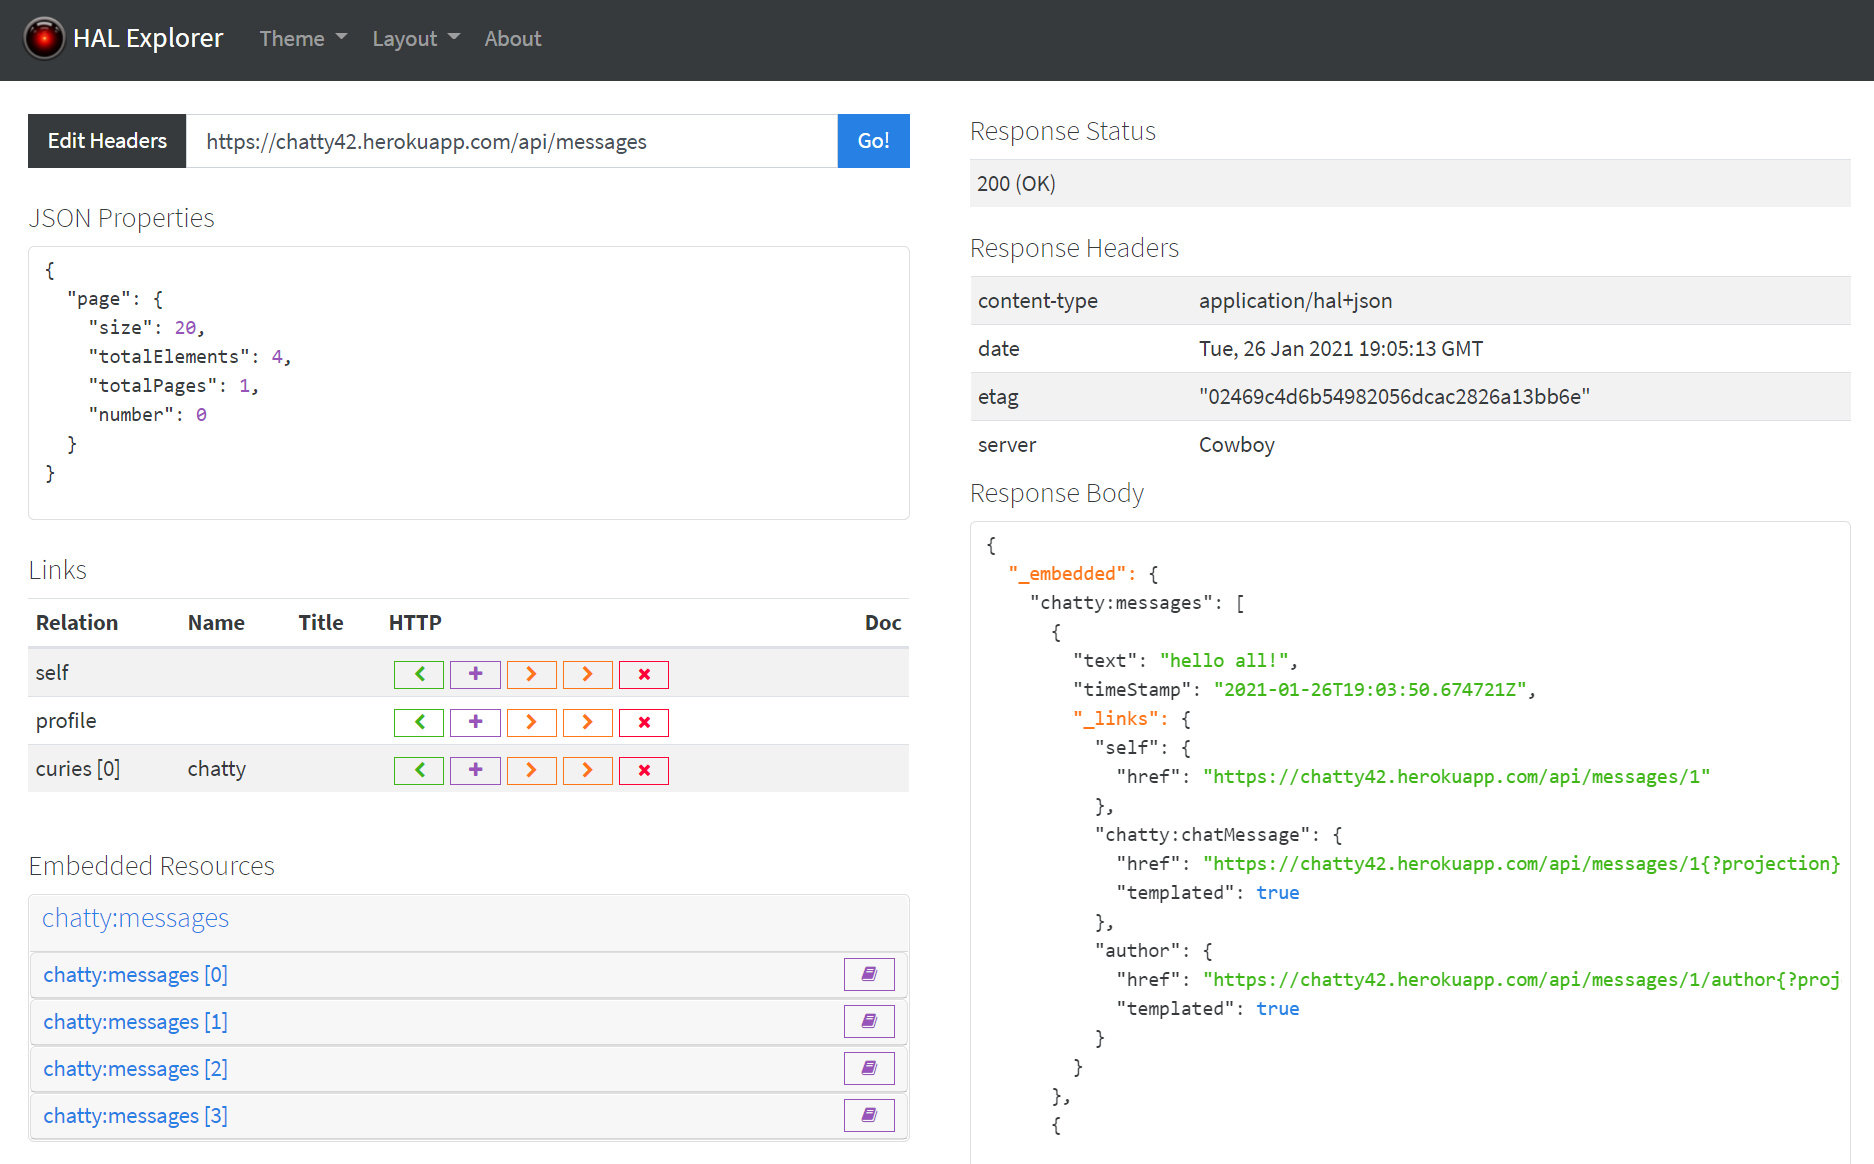 HAL Explorer Theme Layout About
Edit Headers https://chatty42.herokuapp.com/api/messages Go!
JSON Properties
{
  "page": {
    "size": 20,
    "totalElements": 4,
    "totalPages": 1,
    "number": 0
  }
}
Links
Relation Name Title HTTP Doc
self
profile
curies [0] chatty
Embedded Resources
chatty:messages
chatty:messages [0]
chatty:messages [1]
chatty:messages [2]
chatty:messages [3]
Response Status
200 (OK)
Response Headers
content-type application/hal+json
date Tue, 26 Jan 2021 19:05:13 GMT
etag "02469c4d6b54982056dcac2826a13bb6e"
server Cowboy
Response Body
{
  "_embedded": {
    "chatty:messages": [
      {
        "text": "hello all!",
        "timeStamp": "2021-01-26T19:03:50.674721Z",
        "_links": {
          "self": {
            "href": "https://chatty42.herokuapp.com/api/messages/1"
          },
          "chatty:chatMessage": {
            "href": "https://chatty42.herokuapp.com/api/messages/1{?projection}
            "templated": true
          },
          "author": {
            "href": "https://chatty42.herokuapp.com/api/messages/1/author{?proj
            "templated": true
          }
        }
      },
      {